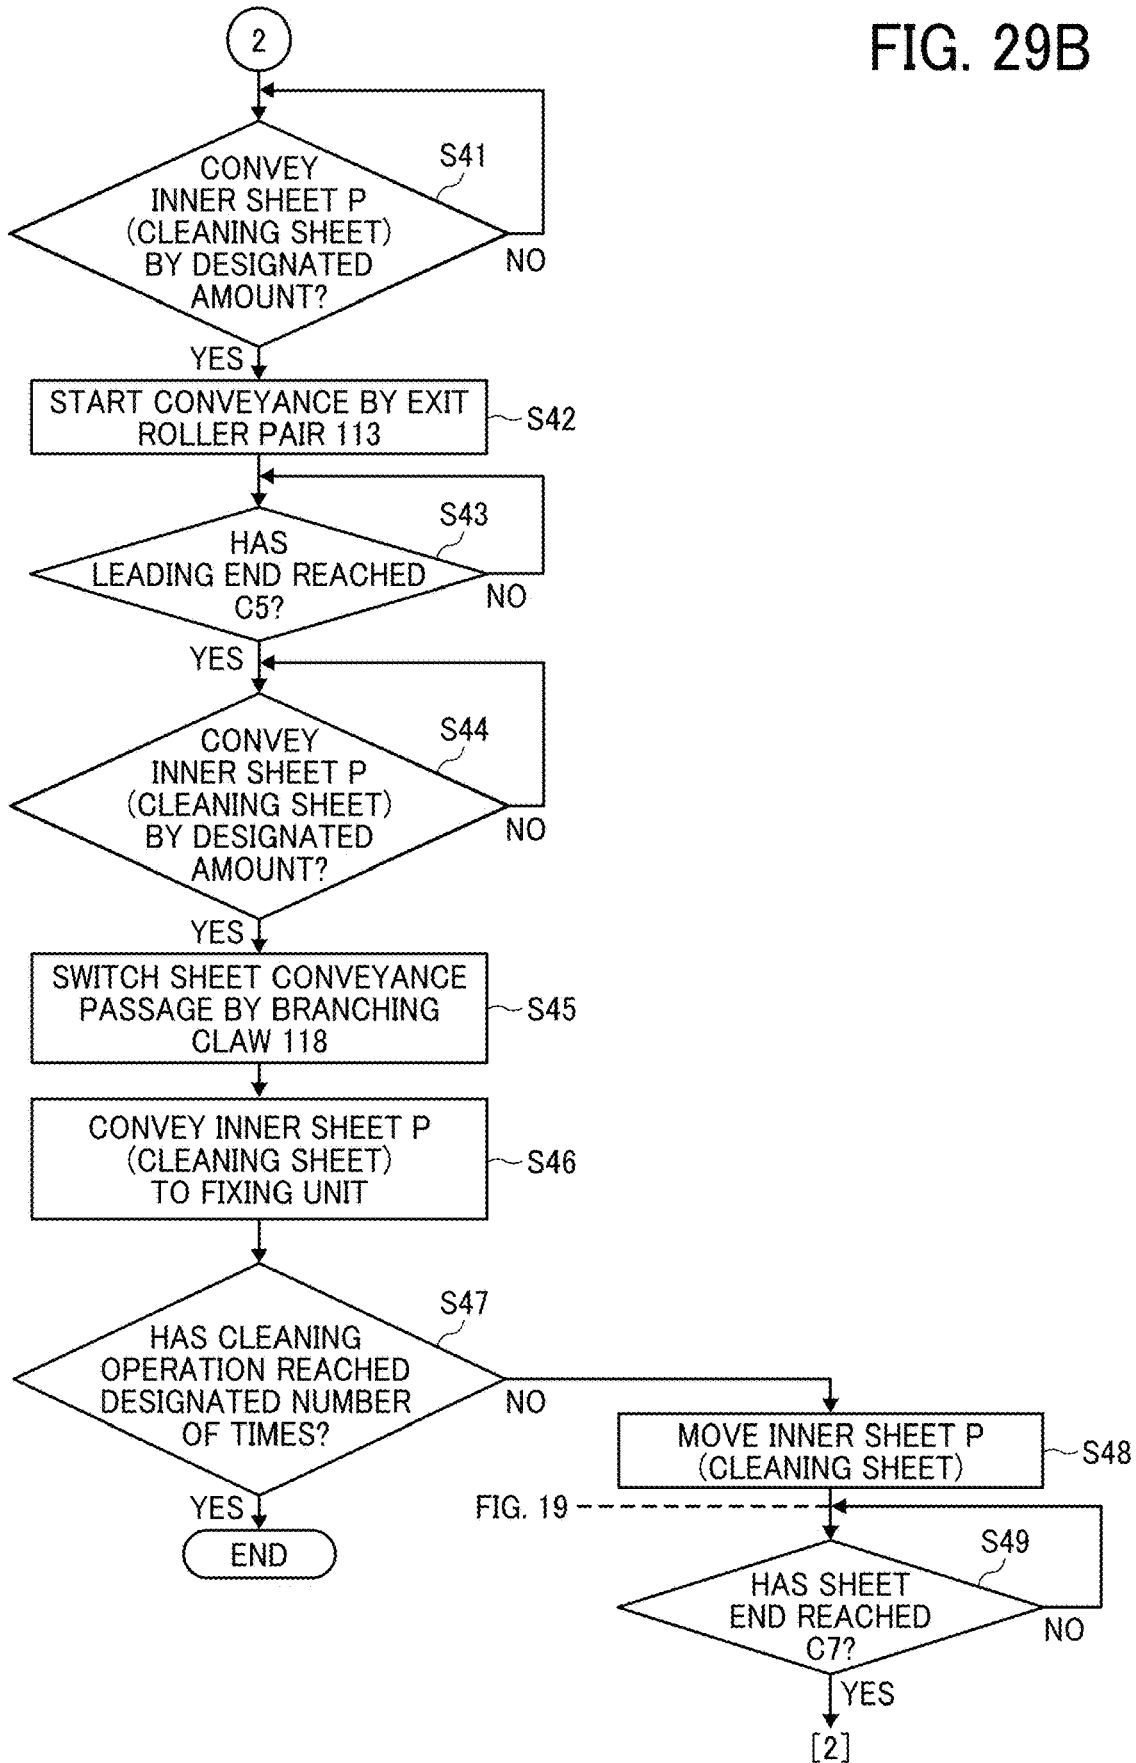 FIG. 29B
2
S41
CONVEY
INNER SHEET P
(CLEANING SHEET)
BY DESIGNATED
AMOUNT?
NO
YES
START CONVEYANCE BY EXIT
ROLLER PAIR 113
S42
S43
HAS
LEADING END REACHED
C5?
NO
YES
S44
CONVEY
INNER SHEET P
(CLEANING SHEET)
BY DESIGNATED
AMOUNT?
NO
YES
SWITCH SHEET CONVEYANCE
PASSAGE BY BRANCHING
CLAW 118
S45
CONVEY INNER SHEET P
(CLEANING SHEET)
TO FIXING UNIT
S46
S47
HAS CLEANING
OPERATION REACHED
DESIGNATED NUMBER
OF TIMES?
NO
YES
END
MOVE INNER SHEET P
(CLEANING SHEET)
S48
FIG. 19
S49
HAS SHEET
END REACHED
C7?
NO
YES
[2]